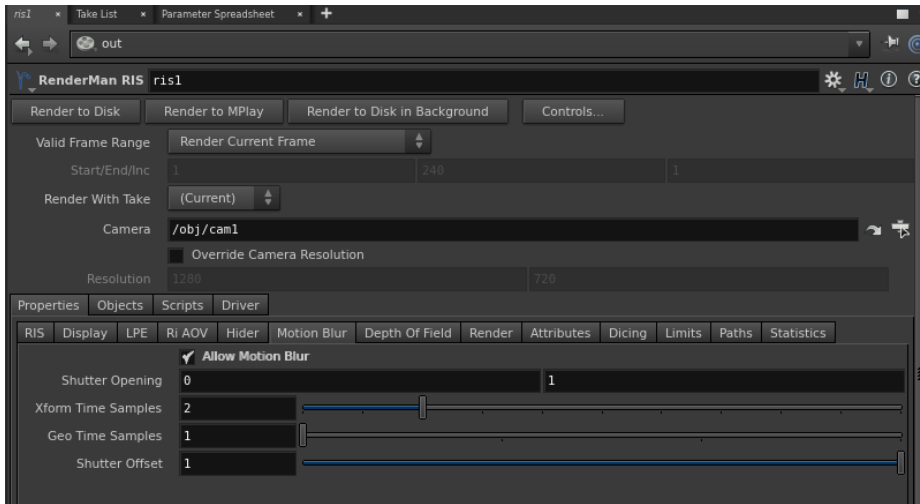 ris1 × Take List × Parameter Spreadsheet × +
out
RenderMan RIS ris1
Render to Disk Render to MPlay Render to Disk in Background Controls...
Valid Frame Range Render Current Frame
Start/End/Inc 1 240 1
Render With Take (Current)
Camera /obj/cam1
Override Camera Resolution
Resolution 1280 720
Properties Objects Scripts Driver
RIS Display LPE Ri AOV Hider Motion Blur Depth Of Field Render Attributes Dicing Limits Paths Statistics
Allow Motion Blur
Shutter Opening 0 1
Xform Time Samples 2
Geo Time Samples 1
Shutter Offset 1